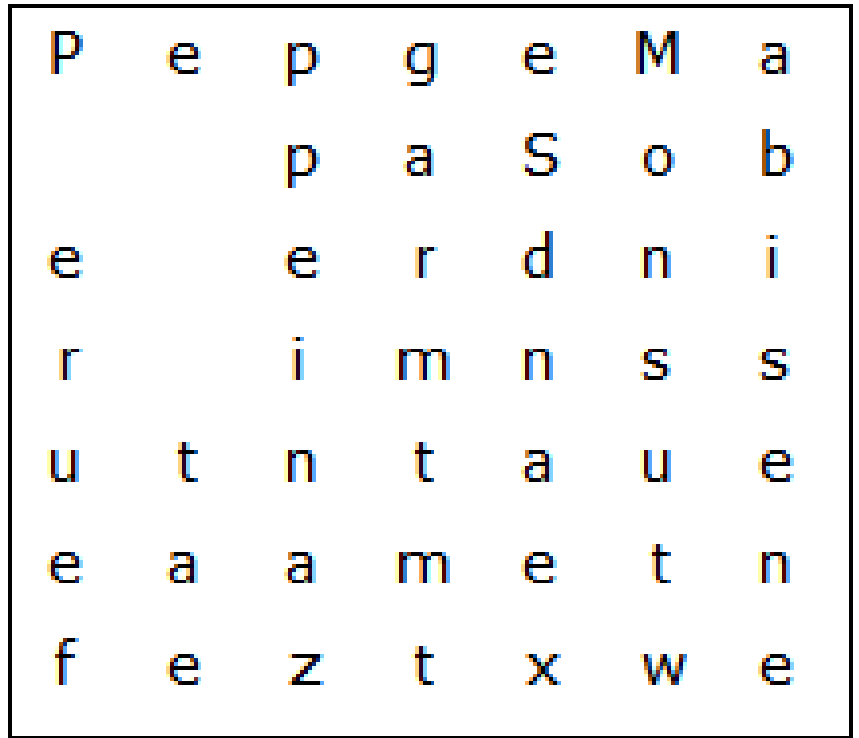 P e p g e M a
p a S o b
e e r d n i
r i m n s s
u t n t a u e
e a a m e t n
f e z t x w e